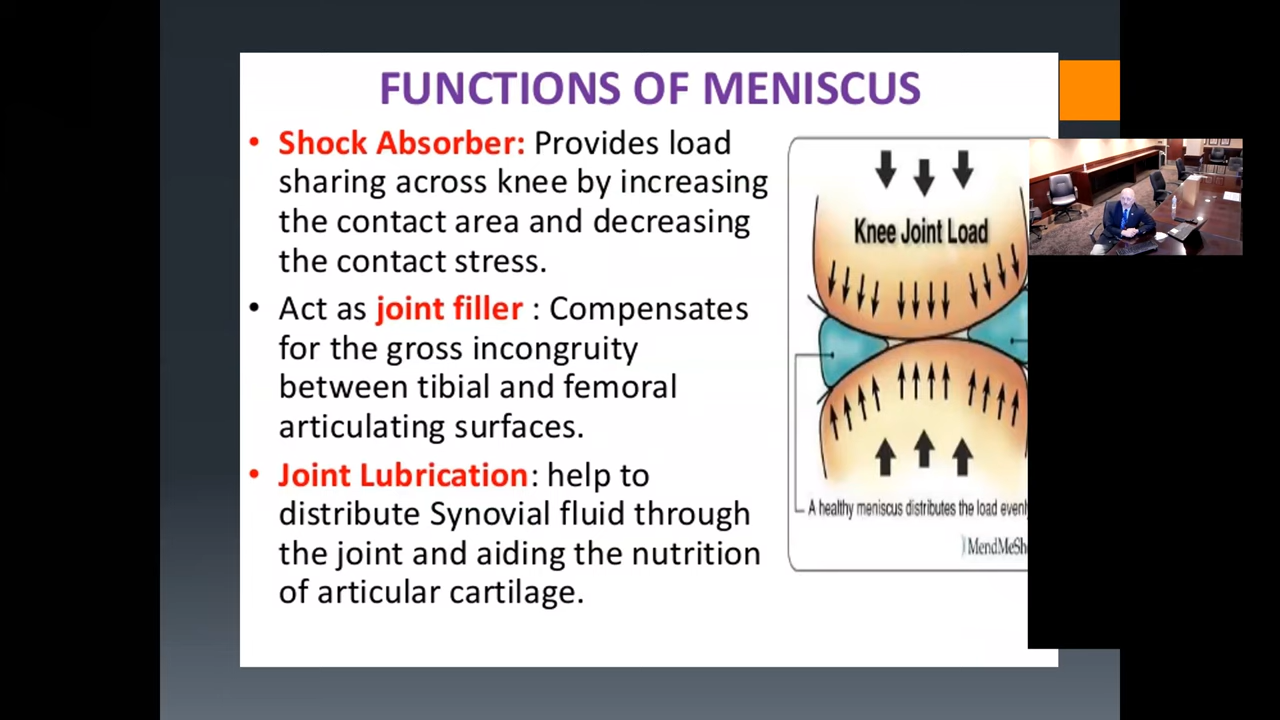 FUNCTIONS OF MENISCUS
• Shock Absorber: Provides load
sharing across knee by increasing
the contact area and decreasing
the contact stress.
• Act as joint filler : Compensates
for the gross incongruity
between tibial and femoral
articulating surfaces.
• Joint Lubrication: help to
distribute Synovial fluid through
the joint and aiding the nutrition
of articular cartilage.
Knee Joint Load
A healthy meniscus distributes the load evenl
MendMeSh